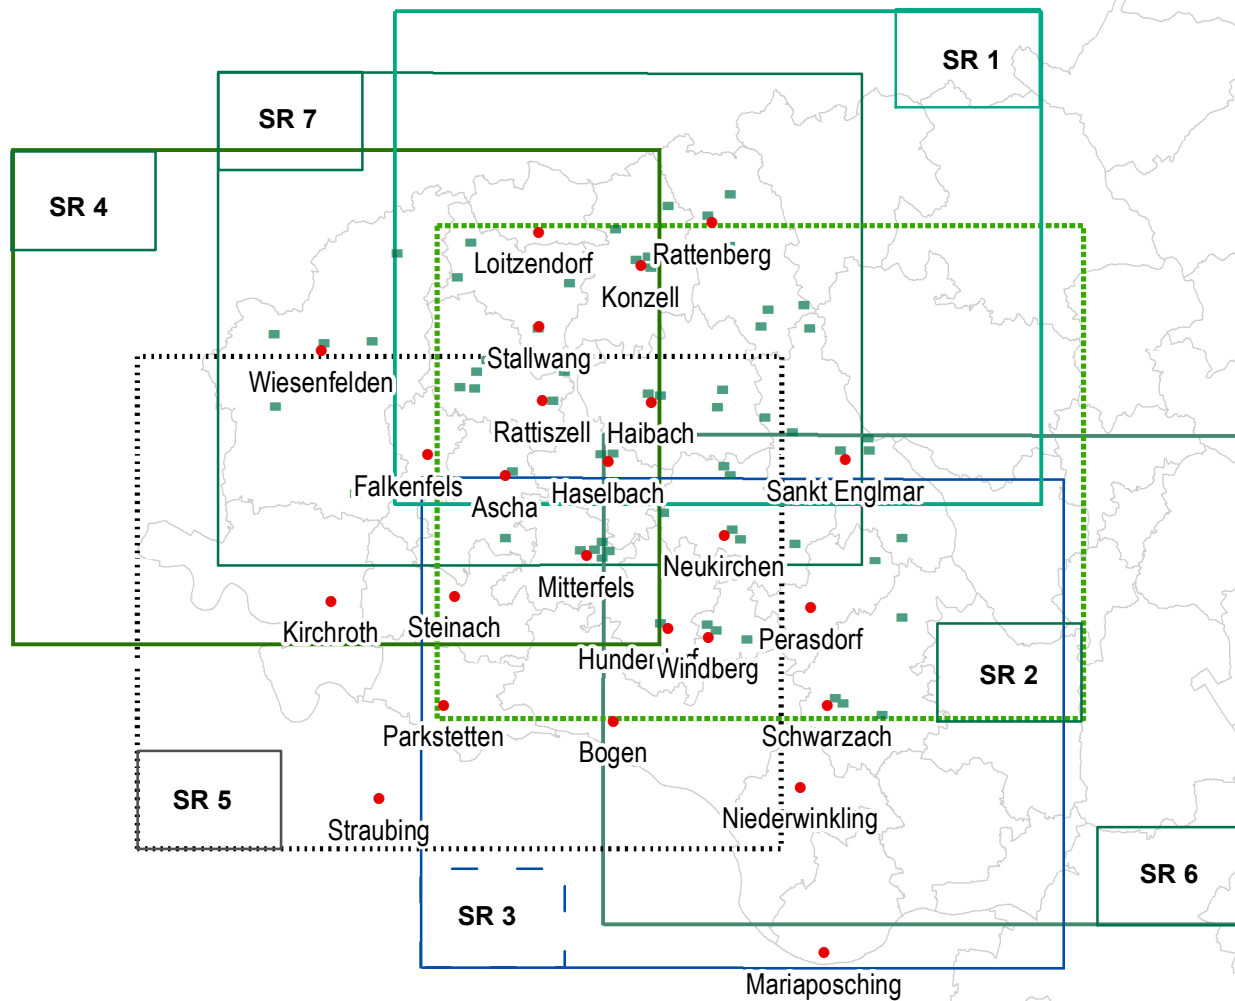 SR 1
SR 7
SR 4
Rattenberg
Loitzendorf
Konzell
Stallwang
Wiesenfelden
Rattiszell
Haibach
Falkenfels
Haselbach
Sankt Englmar
Ascha
Neukirchen
Mitterfels
Steinach
Kirchroth
Perasdorf
Windberg
SR 2
Parkstetten
Schwarzach
Bogen
SR 5
Niederwinkling
Straubing
SR 6
SR 3
Mariaposching